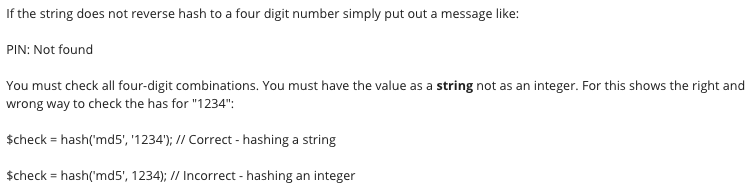 If the string does not reverse hash to a four digit number simply put out a message like:
PIN: Not found
You must check all four-digit combinations. You must have the value as a string not as an integer. For this shows the right and
wrong way to check the has for "1234":
$check = hash('md5', '1234'); // Correct - hashing a string
$check = hash('md5', 1234); // Incorrect - hashing an integer